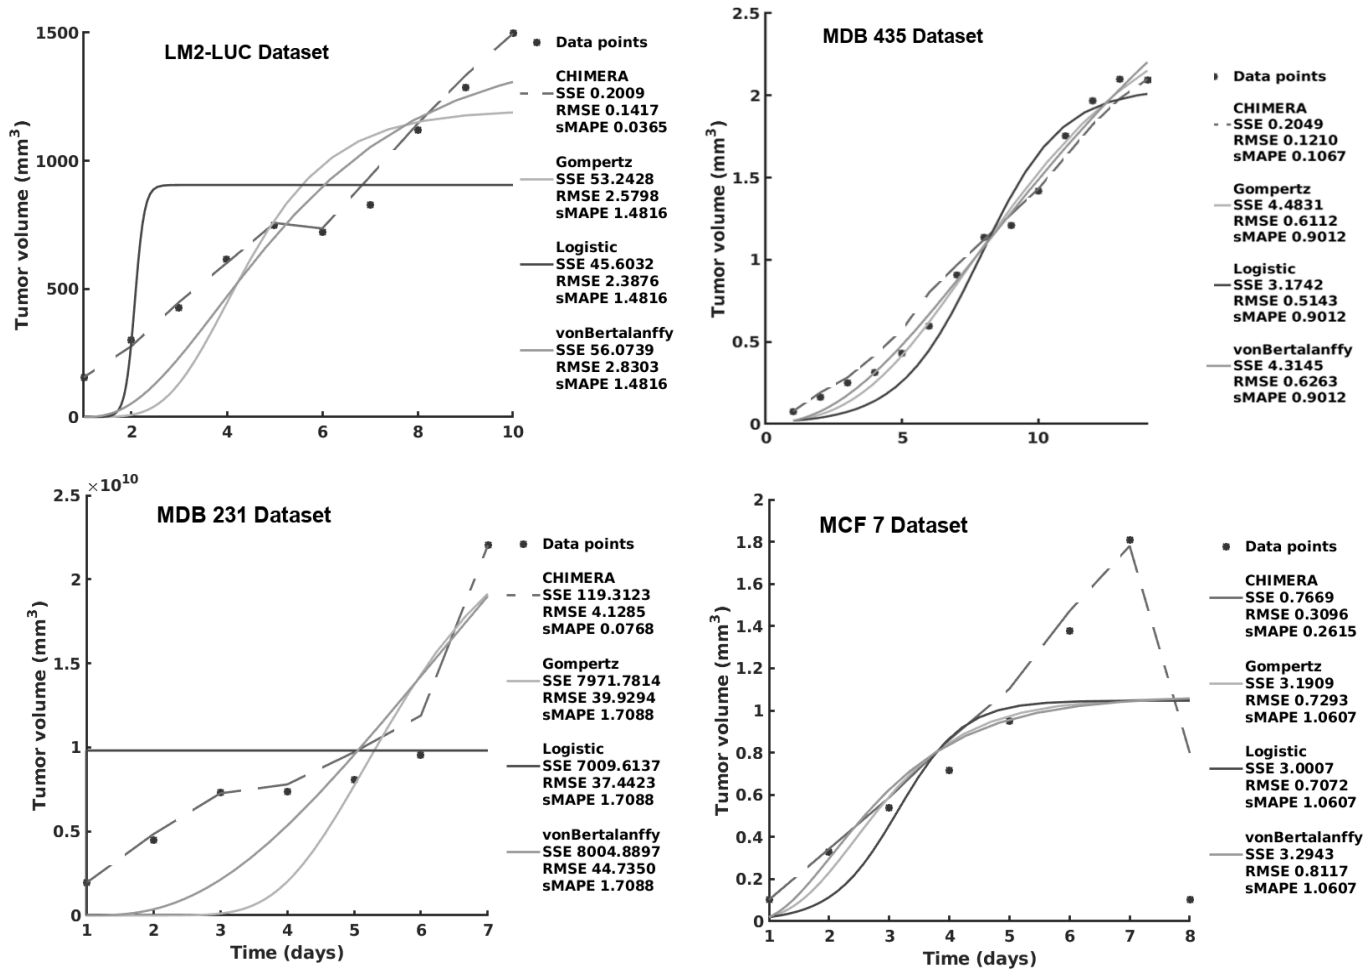 LM2-LUC Dataset
Tumor volume (mm3)
1500
1000
500
0
2
4
6
8
10
Data points
CHIMERA
SSE 0.2009
RMSE 0.1417
sMAPE 0.0365
Gompertz
SSE 53.2428
RMSE 2.5798
sMAPE 1.4816
Logistic
SSE 45.6032
RMSE 2.3876
sMAPE 1.4816
vonBertalanffy
SSE 56.0739
RMSE 2.8303
sMAPE 1.4816
MDB 435 Dataset
Tumor volume (mm3)
2.5
2
1.5
1
0.5
0
0
5
10
Data points
CHIMERA
SSE 0.2049
RMSE 0.1210
sMAPE 0.1067
Gompertz
SSE 4.4831
RMSE 0.6112
sMAPE 0.9012
Logistic
SSE 3.1742
RMSE 0.5143
sMAPE 0.9012
vonBertalanffy
SSE 4.3145
RMSE 0.6263
sMAPE 0.9012
×10^10
MDB 231 Dataset
Tumor volume (mm3)
2.5
2
1.5
1
0.5
0
1
2
3
4
5
6
7
Time (days)
Data points
CHIMERA
SSE 119.3123
RMSE 4.1285
sMAPE 0.0768
Gompertz
SSE 7971.7814
RMSE 39.9294
sMAPE 1.7088
Logistic
SSE 7009.6137
RMSE 37.4423
sMAPE 1.7088
vonBertalanffy
SSE 8004.8897
RMSE 44.7350
sMAPE 1.7088
MCF 7 Dataset
Tumor volume (mm3)
2
1.8
1.6
1.4
1.2
1
0.8
0.6
0.4
0.2
0
1
2
3
4
5
6
7
8
Time (days)
Data points
CHIMERA
SSE 0.7669
RMSE 0.3096
sMAPE 0.2615
Gompertz
SSE 3.1909
RMSE 0.7293
sMAPE 1.0607
Logistic
SSE 3.0007
RMSE 0.7072
sMAPE 1.0607
vonBertalanffy
SSE 3.2943
RMSE 0.8117
sMAPE 1.0607